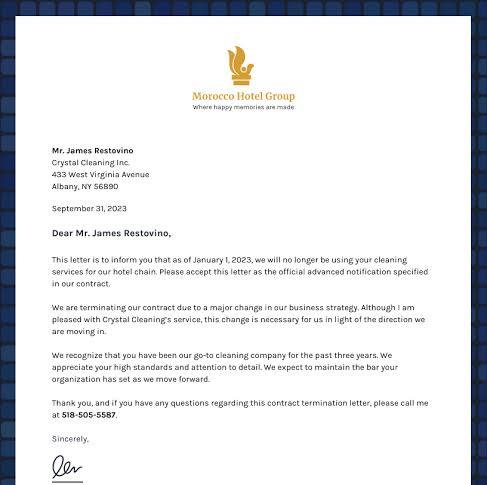 Morocco Hotel Group
Where happy memories are made
Mr. James Restovino
Crystal Cleaning Inc.
433 West Virginia Avenue
Albany, NY 56890
September 31, 2023
Dear Mr. James Restovino,
This letter is to inform you that as of January 1, 2023, we will no longer be using your cleaning
services for our hotel chain. Please accept this letter as the official advanced notification specified
in our contract.
We are terminating our contract due to a major change in our business strategy. Although I am
pleased with Crystal Cleaning's service, this change is necessary for us in light of the direction we
are moving in.
We recognize that you have been our go-to cleaning company for the past three years. We
appreciate your high standards and attention to detail. We expect to maintain the bar your
organization has set as we move forward.
Thank you, and if you have any questions regarding this contract termination letter, please call me
at 518-505-5587.
Sincerely,